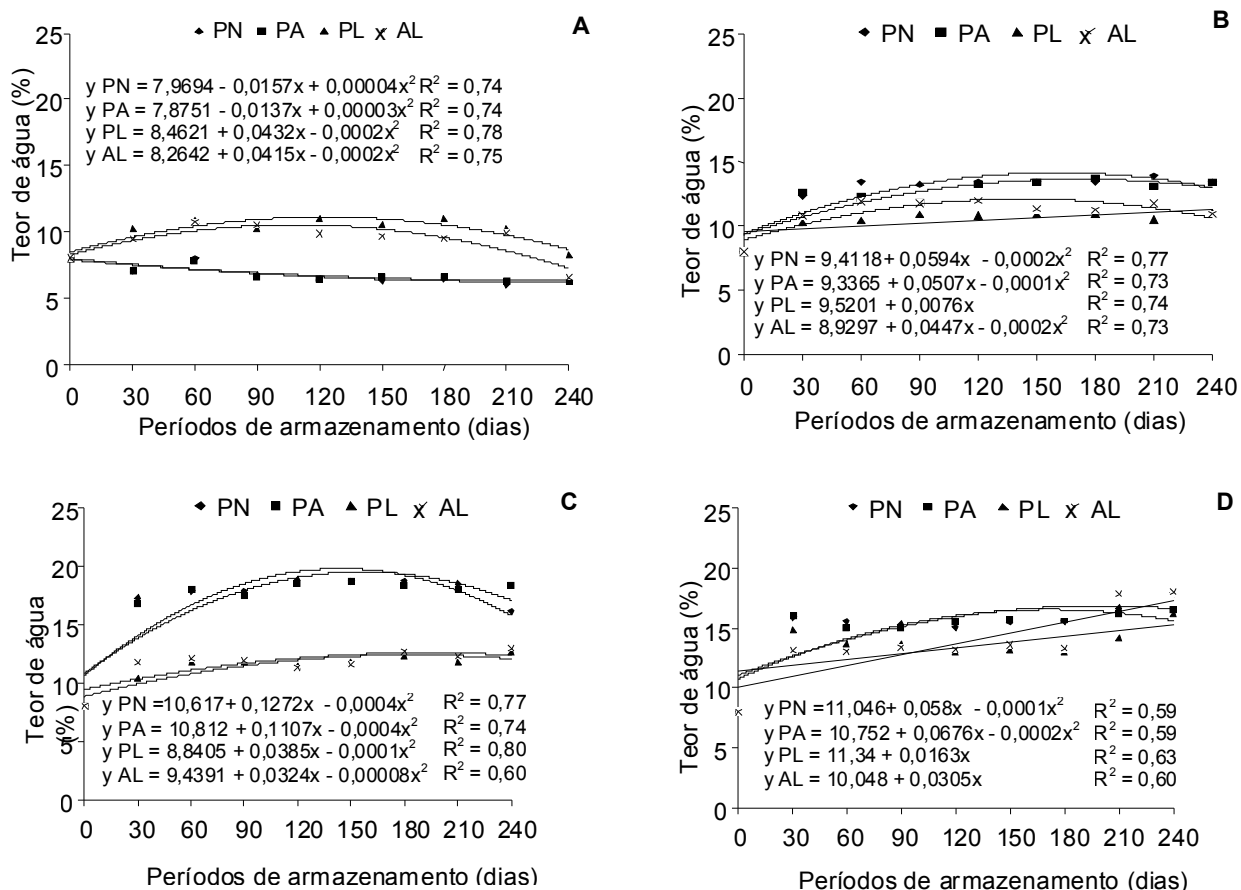 PN PA PL AL A
Teor de água (%)
25
20
15
10
5
0
y PN = 7,9694 - 0,0157x + 0,00004x² R² = 0,74
y PA = 7,8751 - 0,0137x + 0,00003x² R² = 0,74
y PL = 8,4621 + 0,0432x - 0,0002x² R² = 0,78
y AL = 8,2642 + 0,0415x - 0,0002x² R² = 0,75
0 30 60 90 120 150 180 210 240
Períodos de armazenamento (dias)
PN PA PL AL B
Teor de água (%)
25
20
15
10
5
0
y PN = 9,4118+ 0,0594x - 0,0002x² R² = 0,77
y PA = 9,3365 + 0,0507x - 0,0001x² R² = 0,73
y PL = 9,5201 + 0,0076x R² = 0,74
y AL = 8,9297 + 0,0447x - 0,0002x² R² = 0,73
0 30 60 90 120 150 180 210 240
Períodos de armazenamento (dias)
PN PA PL AL C
Teor de água
(%)
25
20
15
10
5
0
y PN =10,617+ 0,1272x - 0,0004x² R² = 0,77
y PA = 10,812 + 0,1107x - 0,0004x² R² = 0,74
y PL = 8,8405 + 0,0385x - 0,0001x² R² = 0,80
y AL = 9,4391 + 0,0324x - 0,00008x² R² = 0,60
0 30 60 90 120 150 180 210 240
Períodos de armazenamento (dias)
PN PA PL AL D
Teor de água (%)
25
20
15
10
5
0
y PN =11,046+ 0,058x - 0,0001x² R² = 0,59
y PA = 10,752 + 0,0676x - 0,0002x² R² = 0,59
y PL = 11,34 + 0,0163x R² = 0,63
y AL = 10,048 + 0,0305x R² = 0,60
0 30 60 90 120 150 180 210 240
Períodos de armazenamento (dias)